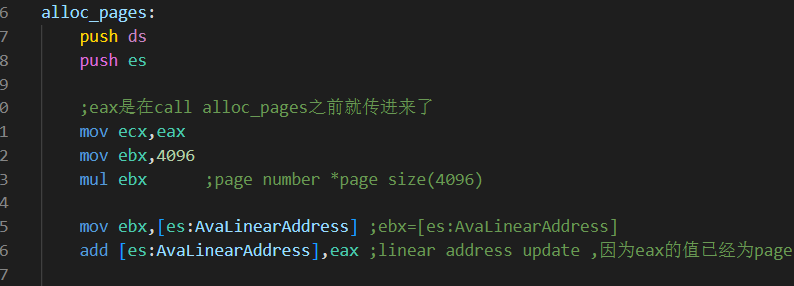 6 alloc_pages:
7 push ds
8 push es
9
0 ;eax是在call alloc_pages之前就传进来了
1 mov ecx,eax
2 mov ebx,4096
3 mul ebx ;page number *page size(4096)
4
5 mov ebx,[es:AvaLinearAddress] ;ebx=[es:AvaLinearAddress]
6 add [es:AvaLinearAddress],eax ;linear address update ,因为eax的值已经为page
7